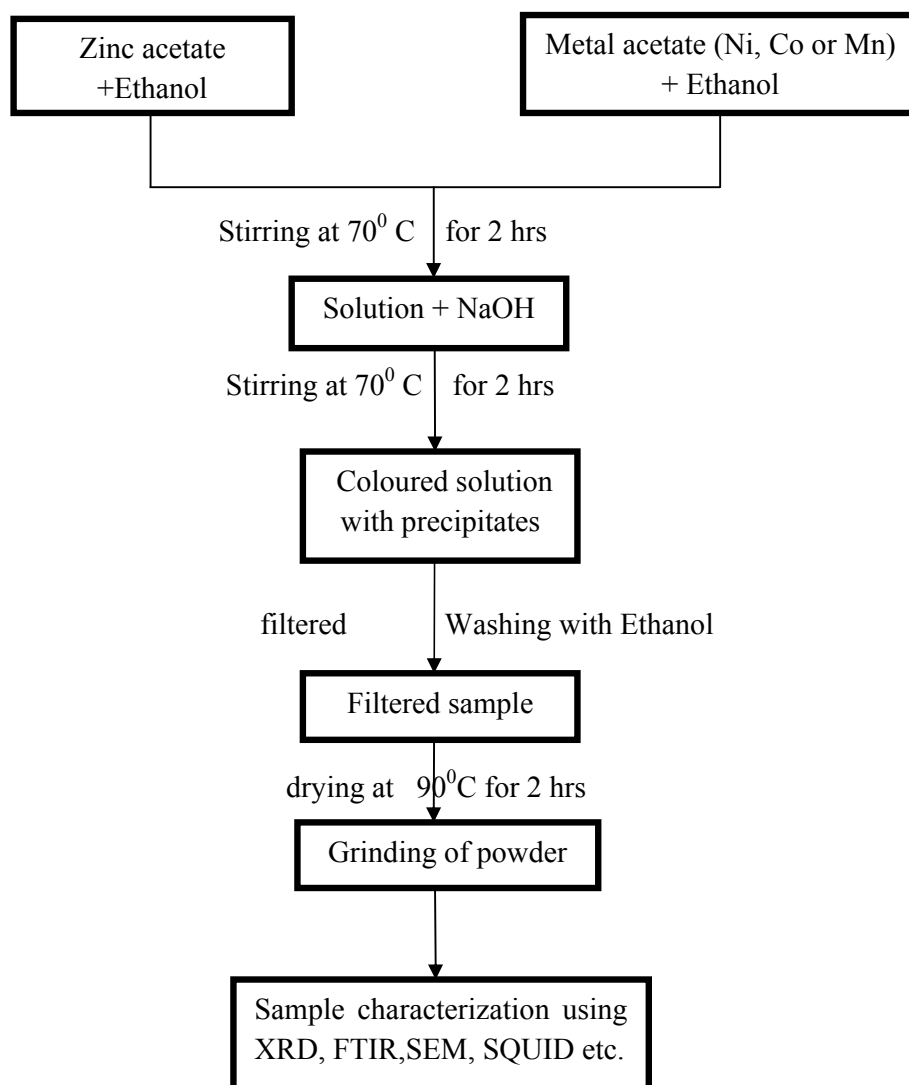 Zinc acetate
+Ethanol
Metal acetate (Ni, Co or Mn)
+ Ethanol
Stirring at 70⁰ C for 2 hrs
Solution + NaOH
Stirring at 70⁰ C for 2 hrs
Coloured solution
with precipitates
filtered Washing with Ethanol
Filtered sample
drying at 90⁰C for 2 hrs
Grinding of powder
Sample characterization using
XRD, FTIR,SEM, SQUID etc.